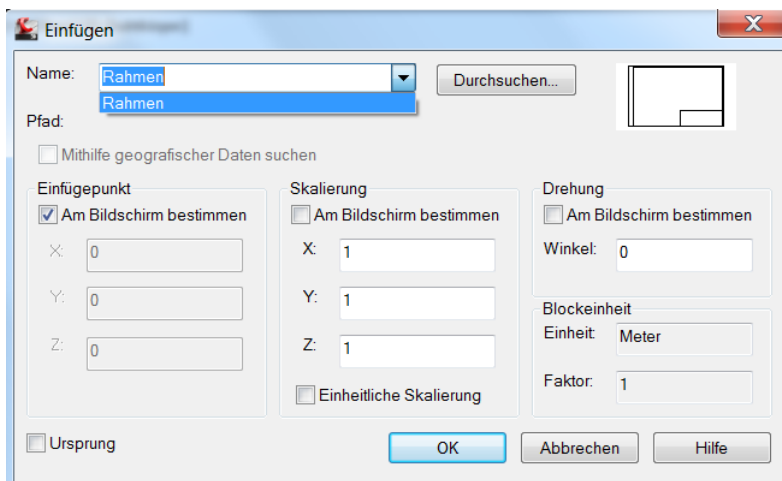 Einfügen
Name: Rahmen Durchsuchen...
Rahmen
Pfad:
Mithilfe geografischer Daten suchen
Einfügepunkt Skalierung Drehung
Am Bildschirm bestimmen Am Bildschirm bestimmen Am Bildschirm bestimmen
X: 0 X: 1 Winkel: 0
Y: 0 Y: 1 Blockeinheit
Einheit: Meter
Z: 0 Z: 1
Faktor: 1
Einheitliche Skalierung
Ursprung OK Abbrechen Hilfe